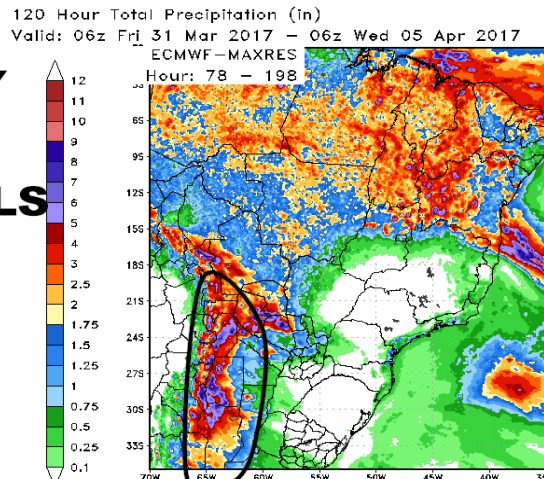 120 Hour Total Precipitation (in)
Valid: 06z Fri 31 Mar 2017 – 06z Wed 05 Apr 2017
ECMWF–MAXRES
Hour: 78 – 198
Y
LS
12
11
10
9
8
7
6
5
4
3
2.5
2
1.75
1.5
1.25
1
0.75
0.5
0.25
0.1
3S
6S
9S
12S
15S
18S
21S
24S
27S
30S
33S
70W
65W
60W
55W
50W
45W
40W